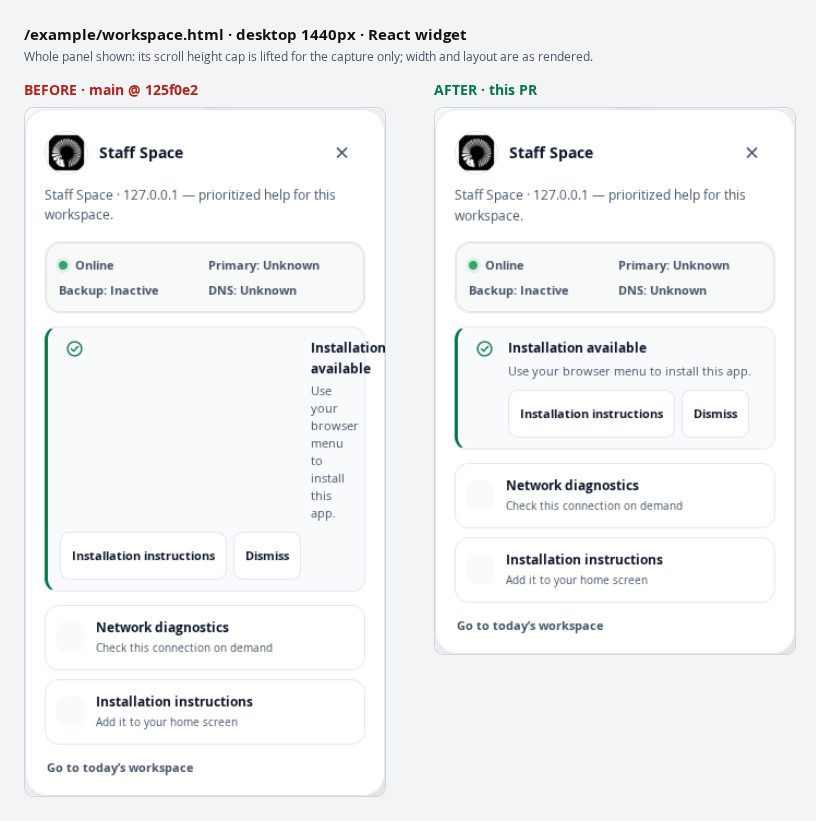 /example/workspace.html · desktop 1440px · React widget
Whole panel shown: its scroll height cap is lifted for the capture only; width and layout are as rendered.
BEFORE · main @ 125f0e2
Staff Space
Staff Space · 127.0.0.1 — prioritized help for this
workspace.
Online
Primary: Unknown
Backup: Inactive
DNS: Unknown
Installation
available
Use
your
browser
menu
to
install
this
app.
Installation instructions
Dismiss
Network diagnostics
Check this connection on demand
Installation instructions
Add it to your home screen
Go to today's workspace
AFTER · this PR
Staff Space
Staff Space · 127.0.0.1 — prioritized help for this
workspace.
Online
Primary: Unknown
Backup: Inactive
DNS: Unknown
Installation available
Use your browser menu to install this app.
Installation instructions
Dismiss
Network diagnostics
Check this connection on demand
Installation instructions
Add it to your home screen
Go to today's workspace